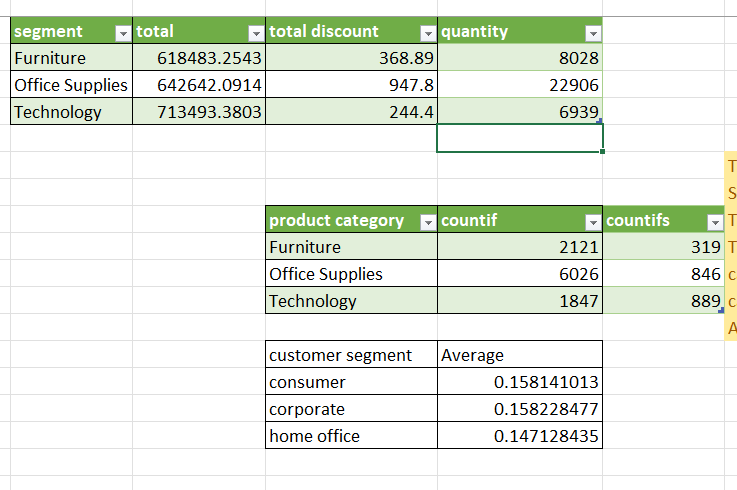 segment total total discount quantity
Furniture 618483.2543 368.89 8028
Office Supplies 642642.0914 947.8 22906
Technology 713493.3803 244.4 6939
T
S
product category countif countifs T
Furniture 2121 319 T
Office Supplies 6026 846 c
Technology 1847 889 c
A
customer segment Average
consumer 0.158141013
corporate 0.158228477
home office 0.147128435